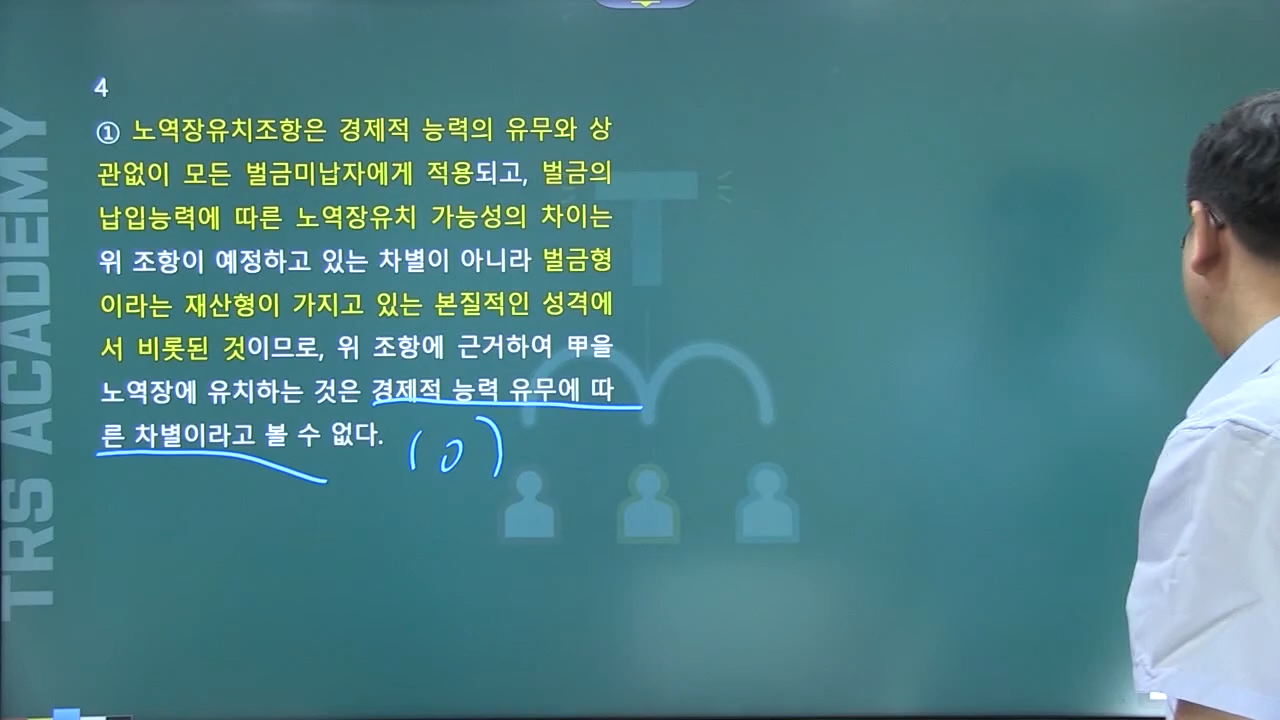 4
① 노역장유치조항은 경제적 능력의 유무와 상
관없이 모든 벌금미납자에게 적용되고, 벌금의
납입능력에 따른 노역장유치 가능성의 차이는
위 조항이 예정하고 있는 차별이 아니라 벌금형
이라는 재산형이 가지고 있는 본질적인 성격에
서 비롯된 것이므로, 위 조항에 근거하여 甲을
노역장에 유치하는 것은 경제적 능력 유무에 따
른 차별이라고 볼 수 없다. (0)
TRS ACADEMY